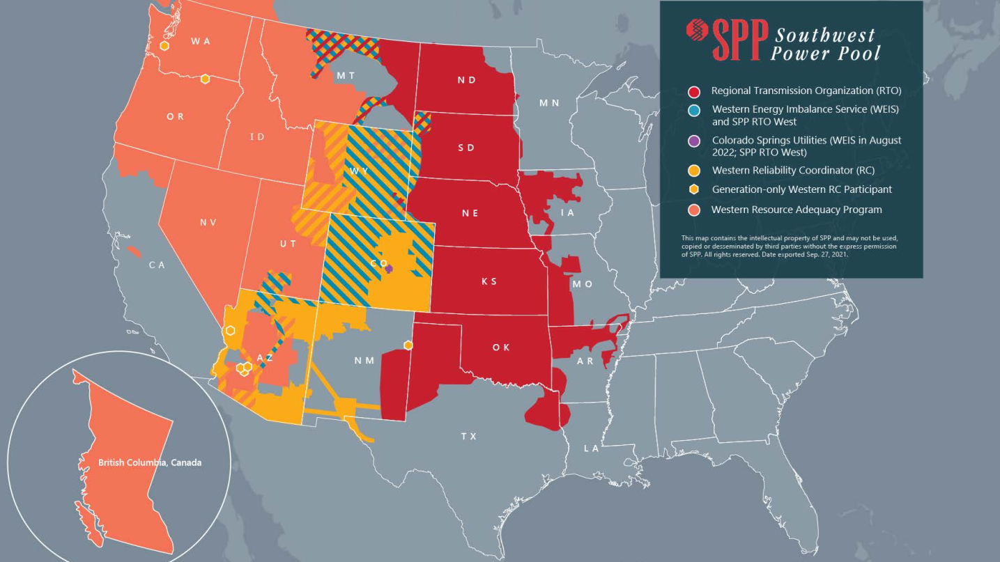 SPP Southwest
Power Pool
Regional Transmission Organization (RTO)
Western Energy Imbalance Service (WEIS)
and SPP RTO West
Colorado Springs Utilities (WEIS in August
2022; SPP RTO West)
Western Reliability Coordinator (RC)
Generation-only Western RC Participant
Western Resource Adequacy Program
This map contains the intellectual property of SPP and may not be used,
copied or desseminated by third parties without the express permission
of SPP. All rights reserved. Date exported Sep. 27, 2021.
WA
MT
ND
MN
OR
ID
SD
WY
NV
NE
IA
UT
CA
CO
KS
MO
AZ
NM
OK
AR
TX
LA
British Columbia, Canada